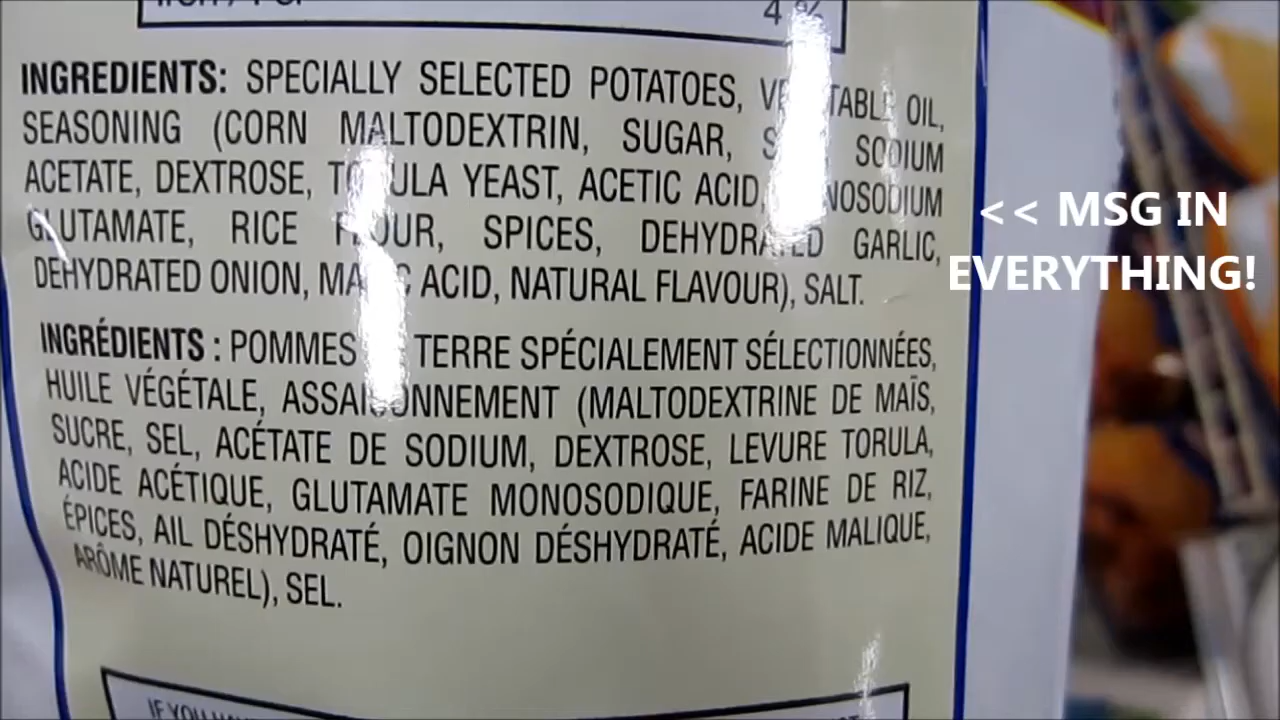 4 %
INGREDIENTS: SPECIALLY SELECTED POTATOES, VEGETABLE OIL,
SEASONING (CORN MALTODEXTRIN, SUGAR, SALT, SODIUM
ACETATE, DEXTROSE, TORULA YEAST, ACETIC ACID, MONOSODIUM
GLUTAMATE, RICE FLOUR, SPICES, DEHYDRATED GARLIC,
DEHYDRATED ONION, MALIC ACID, NATURAL FLAVOUR), SALT.
<< MSG IN
EVERYTHING!
INGRÉDIENTS : POMMES DE TERRE SPÉCIALEMENT SÉLECTIONNÉES,
HUILE VÉGÉTALE, ASSAISONNEMENT (MALTODEXTRINE DE MAÏS,
SUCRE, SEL, ACÉTATE DE SODIUM, DEXTROSE, LEVURE TORULA,
ACIDE ACÉTIQUE, GLUTAMATE MONOSODIQUE, FARINE DE RIZ,
ÉPICES, AIL DÉSHYDRATÉ, OIGNON DÉSHYDRATÉ, ACIDE MALIQUE,
ARÔME NATUREL), SEL.
IF YOU